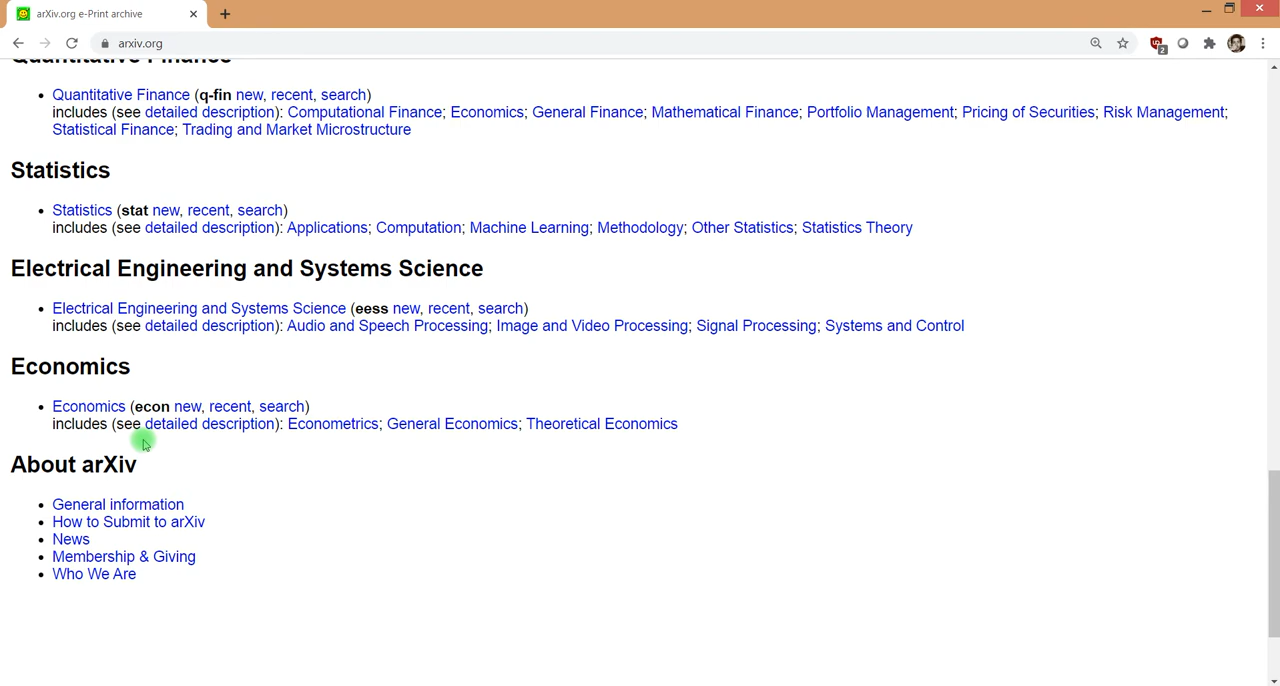 arXiv.org e-Print archive
arxiv.org
2
Quantitative Finance
Quantitative Finance (q-fin new, recent, search)
includes (see detailed description): Computational Finance; Economics; General Finance; Mathematical Finance; Portfolio Management; Pricing of Securities; Risk Management;
Statistical Finance; Trading and Market Microstructure
Statistics
Statistics (stat new, recent, search)
includes (see detailed description): Applications; Computation; Machine Learning; Methodology; Other Statistics; Statistics Theory
Electrical Engineering and Systems Science
Electrical Engineering and Systems Science (eess new, recent, search)
includes (see detailed description): Audio and Speech Processing; Image and Video Processing; Signal Processing; Systems and Control
Economics
Economics (econ new, recent, search)
includes (see detailed description): Econometrics; General Economics; Theoretical Economics
About arXiv
General information
How to Submit to arXiv
News
Membership & Giving
Who We Are